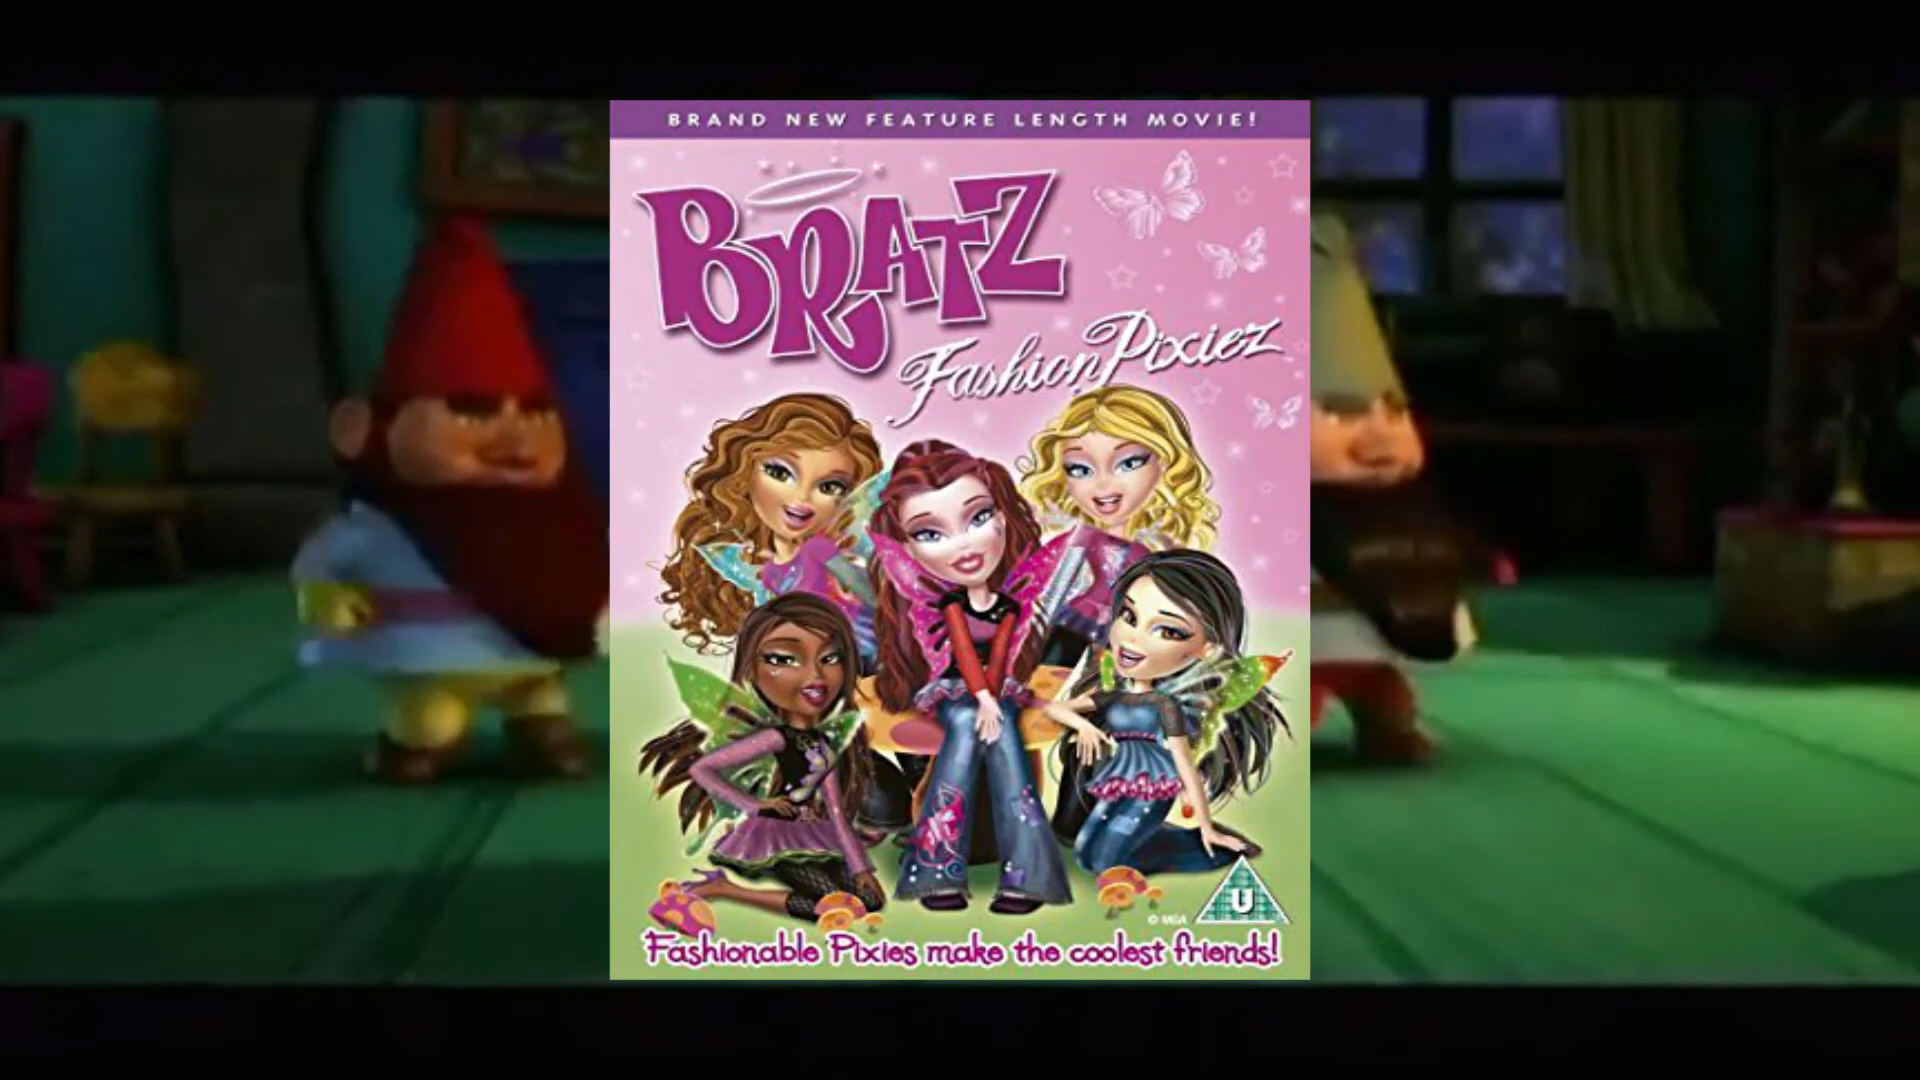 BRAND NEW FEATURE LENGTH MOVIE!
BRATZ
Fashion Pixiez
U
© MGA
Fashionable Pixies make the coolest friends!